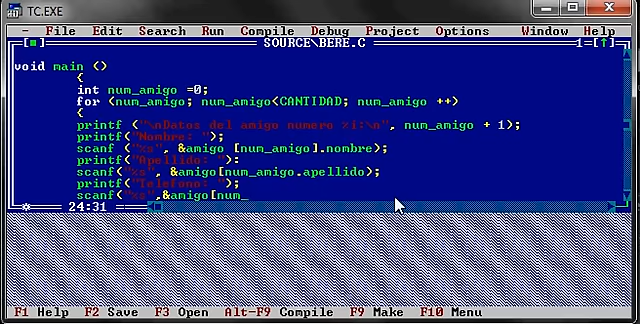 TC.EXE
- File Edit Search Run Compile Debug Project Options Window Help
SOURCE\BERE.C 1=[↑]
void main ()
{
int num_amigo =0;
for (num_amigo; num_amigo<CANTIDAD; num_amigo ++)
{
printf ("\nDatos del amigo numero %i:\n", num_amigo + 1);
printf("Nombre: ");
scanf ("%s", &amigo [num_amigo].nombre);
printf("Apellido: "):
scanf("%s", &amigo[num_amigo.apellido);
printf("Telefono: ");
scanf("%s",&amigo[num_
24:31
F1 Help F2 Save F3 Open Alt-F9 Compile F9 Make F10 Menu